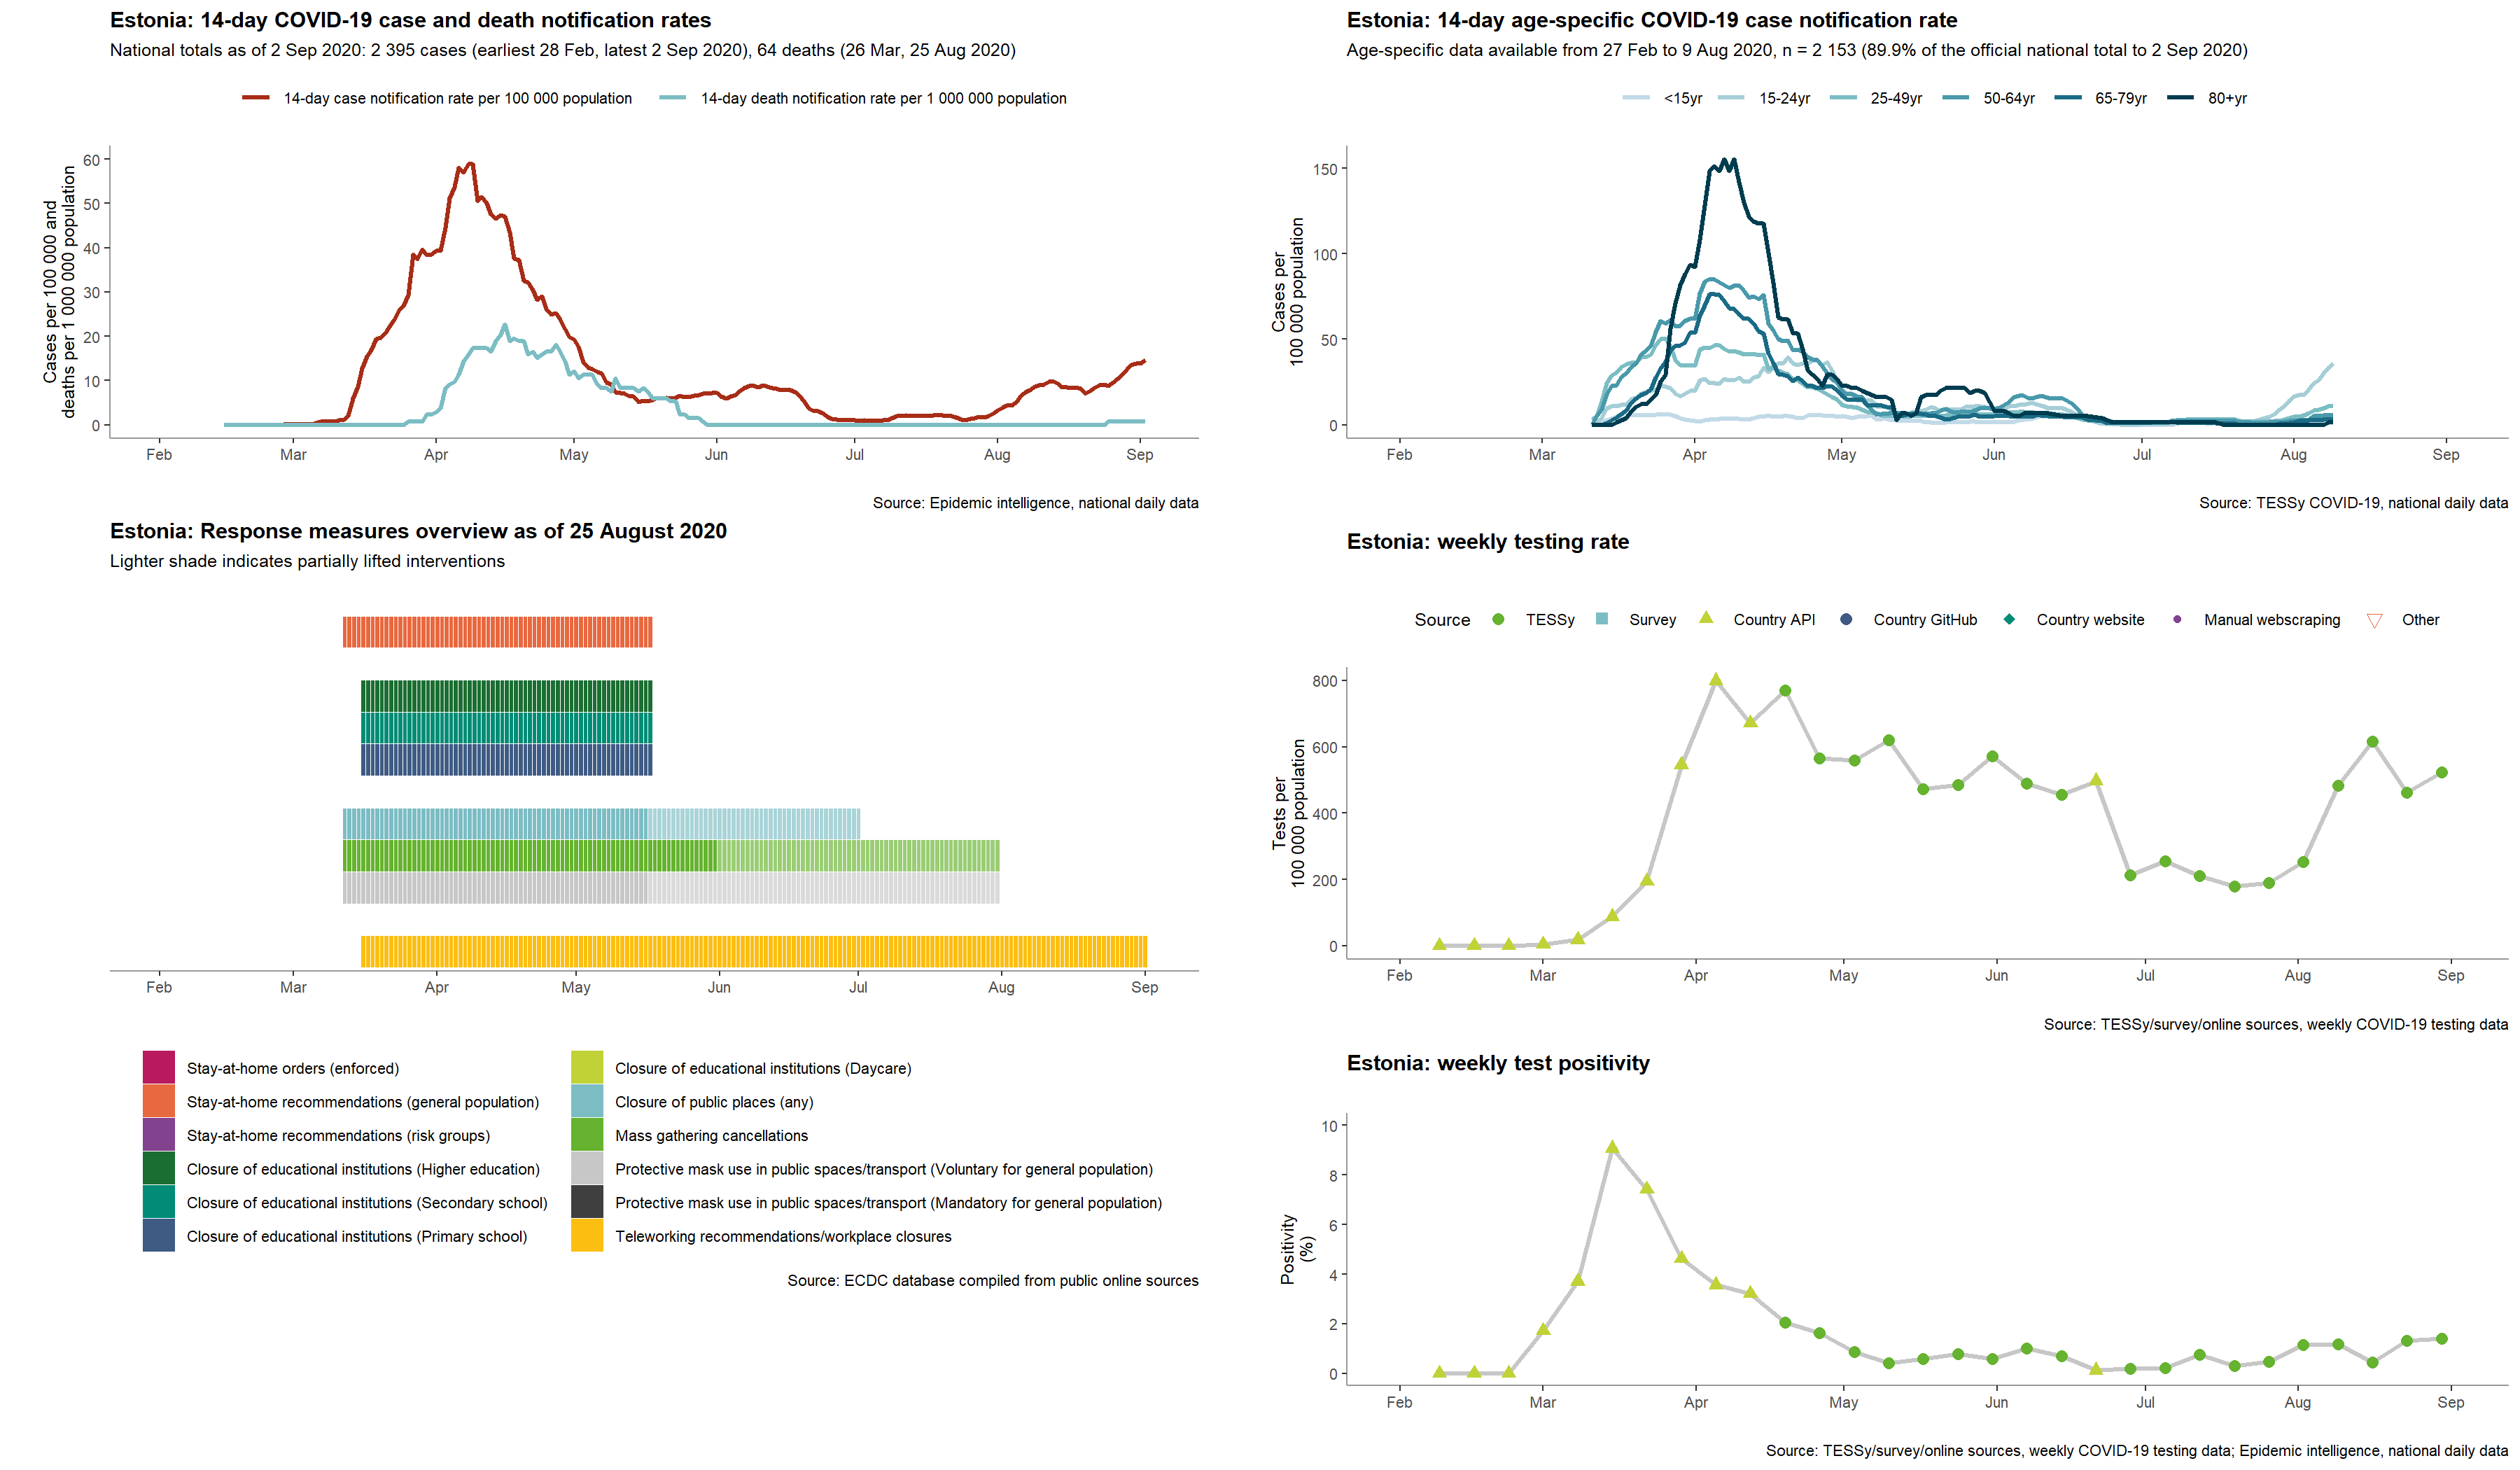 Estonia: 14-day COVID-19 case and death notification rates
National totals as of 2 Sep 2020: 2 395 cases (earliest 28 Feb, latest 2 Sep 2020), 64 deaths (26 Mar, 25 Aug 2020)
14-day case notification rate per 100 000 population
14-day death notification rate per 1 000 000 population
Cases per 100 000 and
deaths per 1 000 000 population
60
50
40
30
20
10
0
Feb Mar Apr May Jun Jul Aug Sep
Source: Epidemic intelligence, national daily data
Estonia: 14-day age-specific COVID-19 case notification rate
Age-specific data available from 27 Feb to 9 Aug 2020, n = 2 153 (89.9% of the official national total to 2 Sep 2020)
<15yr 15-24yr 25-49yr 50-64yr 65-79yr 80+yr
Cases per
100 000 population
150
100
50
0
Feb Mar Apr May Jun Jul Aug Sep
Source: TESSy COVID-19, national daily data
Estonia: Response measures overview as of 25 August 2020
Lighter shade indicates partially lifted interventions
Feb Mar Apr May Jun Jul Aug Sep
Stay-at-home orders (enforced)
Stay-at-home recommendations (general population)
Stay-at-home recommendations (risk groups)
Closure of educational institutions (Higher education)
Closure of educational institutions (Secondary school)
Closure of educational institutions (Primary school)
Closure of educational institutions (Daycare)
Closure of public places (any)
Mass gathering cancellations
Protective mask use in public spaces/transport (Voluntary for general population)
Protective mask use in public spaces/transport (Mandatory for general population)
Teleworking recommendations/workplace closures
Source: ECDC database compiled from public online sources
Estonia: weekly testing rate
Source TESSy Survey Country API Country GitHub Country website Manual webscraping Other
Tests per
100 000 population
800
600
400
200
0
Feb Mar Apr May Jun Jul Aug Sep
Source: TESSy/survey/online sources, weekly COVID-19 testing data
Estonia: weekly test positivity
Positivity
(%)
10
8
6
4
2
0
Feb Mar Apr May Jun Jul Aug Sep
Source: TESSy/survey/online sources, weekly COVID-19 testing data; Epidemic intelligence, national daily data